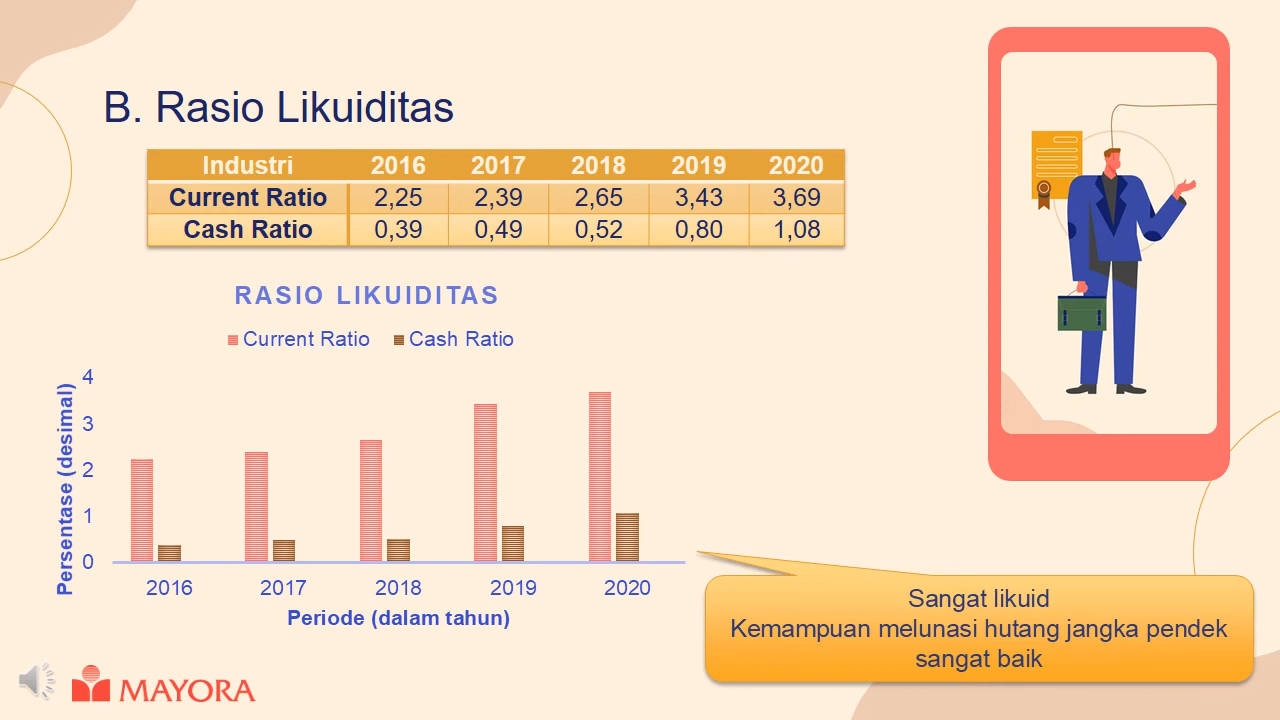 B. Rasio Likuiditas
Industri 2016 2017 2018 2019 2020
Current Ratio 2,25 2,39 2,65 3,43 3,69
Cash Ratio 0,39 0,49 0,52 0,80 1,08
RASIO LIKUIDITAS
Current Ratio Cash Ratio
Persentase (desimal)
4
3
2
1
0
2016 2017 2018 2019 2020
Periode (dalam tahun)
Sangat likuid
Kemampuan melunasi hutang jangka pendek
sangat baik
MAYORA